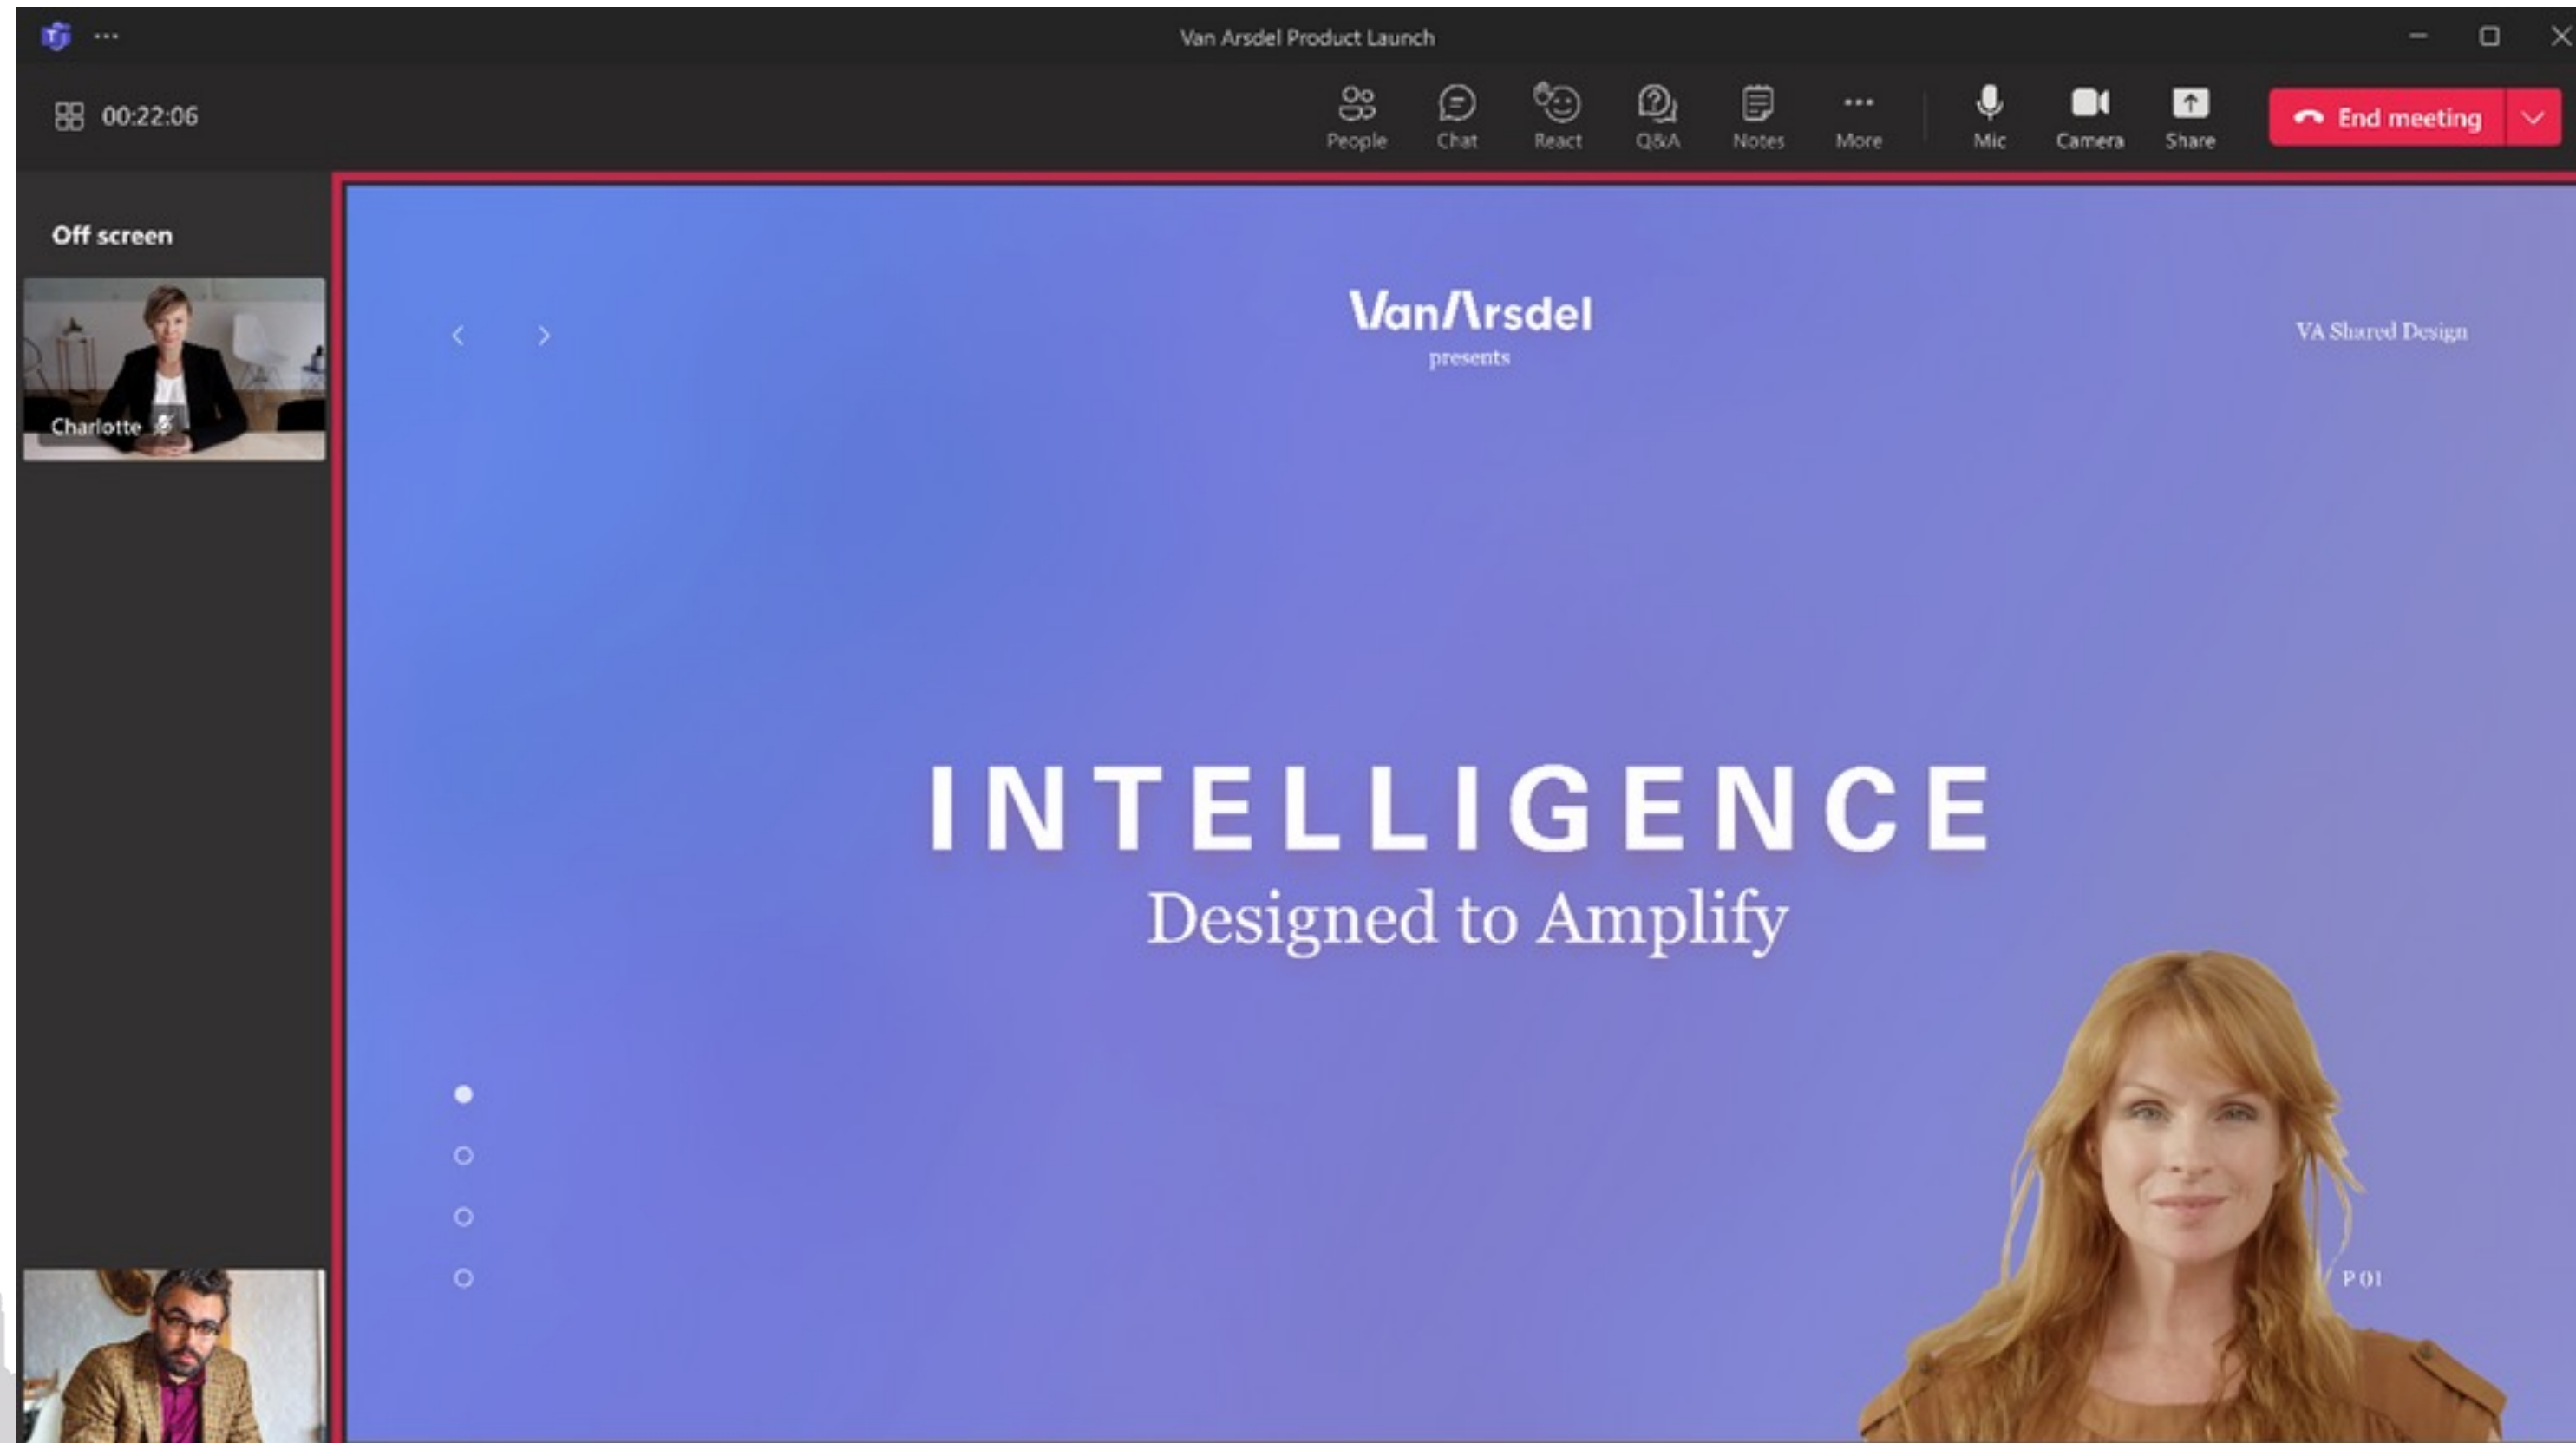 Van Arsdel Product Launch
00:22:06
People
Chat
React
Q&A
Notes
More
Mic
Camera
Share
End meeting
Off screen
Charlotte
VanArsdel
presents
VA Shared Design
INTELLIGENCE
Designed to Amplify
P 01